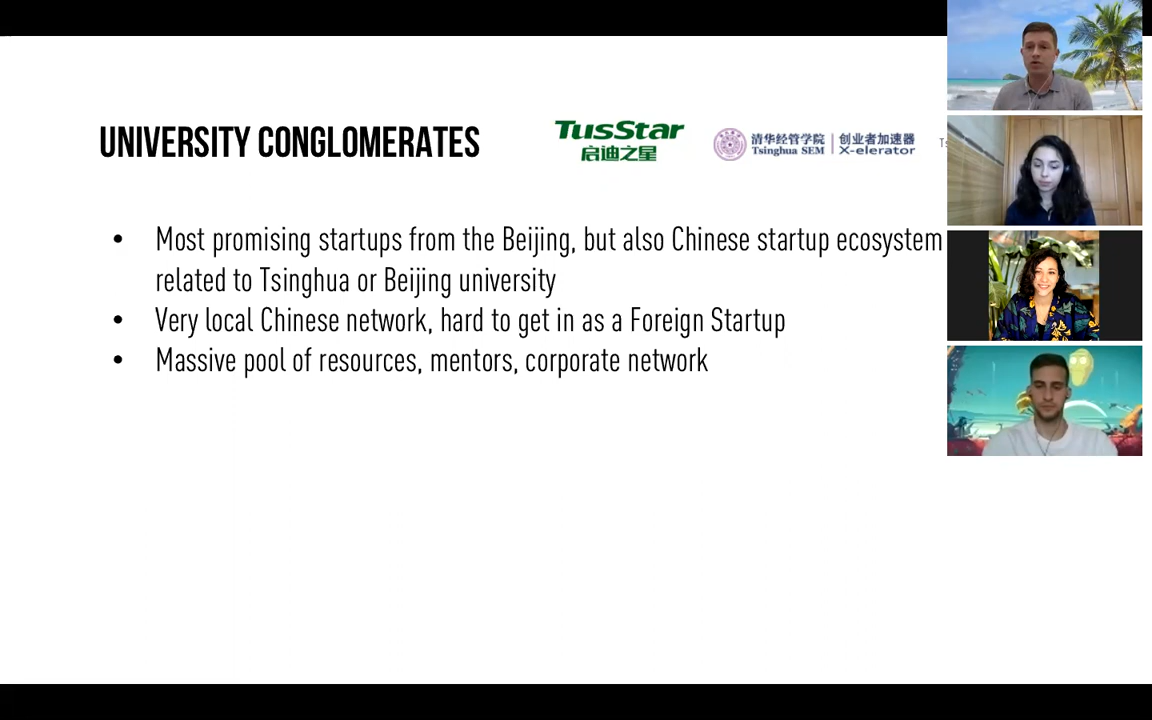 UNIVERSITY CONGLOMERATES
TusStar
启迪之星
清华经管学院
Tsinghua SEM
创业者加速器
X-elerator
• Most promising startups from the Beijing, but also Chinese startup ecosystem
related to Tsinghua or Beijing university
• Very local Chinese network, hard to get in as a Foreign Startup
• Massive pool of resources, mentors, corporate network